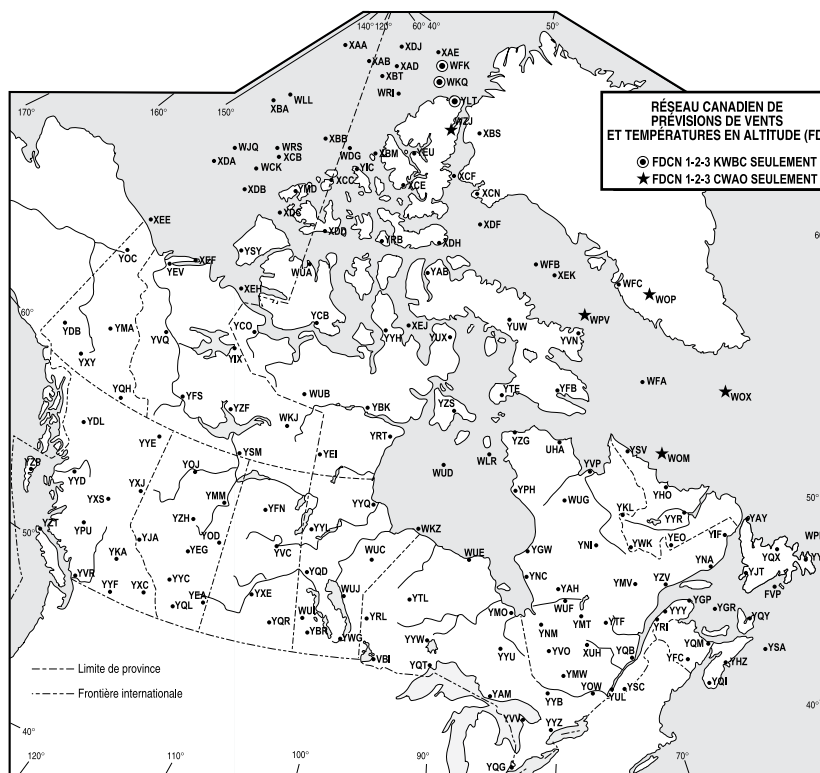 140° 120° 60° 40° 50°
XAA XDJ XAE
XAB XAD WFK
XBT WKQ
170° 160° 150° WLL WRI YLT
XBA WZJ
RÉSEAU CANADIEN DE
PRÉVISIONS DE VENTS
ET TEMPÉRATURES EN ALTITUDE (FD
FDCN 1-2-3 KWBC SEULEMENT
FDCN 1-2-3 CWAO SEULEMENT
XBB XBS
WJQ WRS WDG XBM YEU
XDA XCB YIC
WCK XCC XCF
XDB YMD XCE XCN
XDC
XEE XDD XDF
YRB XDH
YOC YSY
YEV XEF WUA YAB WFB
XEK WFC
XEH WOP
60° YCB WPV
YDB YMA YCO XEJ YUW
YVQ YYH YUX YVN
YXY YIX
YQH YFS WUB YTE YFB WFA
YZF YBK YZS WOX
YDL WKJ
YYE YRT YZG UHA
YSM YEI WLR YSV WOM
YZP YOJ WUD YVP
YYD YXJ YPH YHO
YXS YMM YFN YYQ WUG YKL YYR 50°
YZT YPU YZH YYL WKZ YAY
50° YJA YOD YVC YGW YNI YWK YEO YIF
YKA YEG WUC WUE YQX
YQD YNC YNA
YVR YYC YAH YMV YZV YJT
YYF YXC YEA YXE WUJ YTL WUF YGP FVP
YQL YQR YRL YMO YMT YTF YYY YGR YQY
YBR YWG YNM YRI
YYW YVO XUH YQB YQM YSA
VBI YYU YFC YHZ
Limite de province YQT YMW
YOW YSC YQI
Frontière internationale YAM YYB YUL
YVV YYZ 40°
40°
YQG
120° 110° 100° 90° 70°